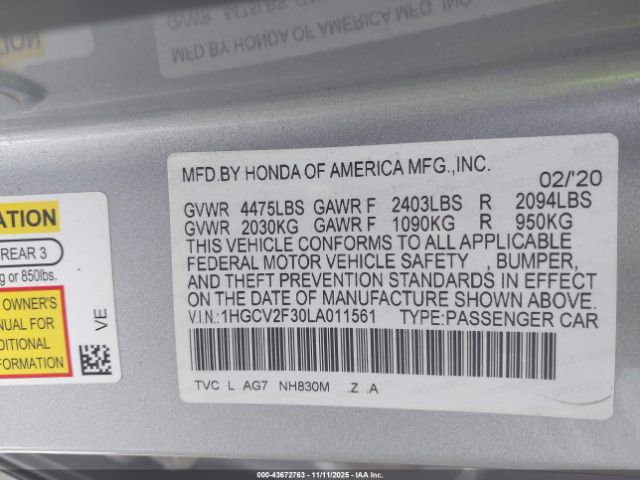 MFD.BY HONDA OF AMERICA MFG.,INC.
02/'20
GVWR 4475LBS GAWR F 2403LBS R 2094LBS
GVWR 2030KG GAWR F 1090KG R 950KG
THIS VEHICLE CONFORMS TO ALL APPLICABLE
FEDERAL MOTOR VEHICLE SAFETY , BUMPER,
AND THEFT PREVENTION STANDARDS IN EFFECT
ON THE DATE OF MANUFACTURE SHOWN ABOVE.
V.I.N.:1HGCV2F30LA011561 TYPE:PASSENGER CAR
TVC L AG7 NH830M .Z .A
ATION
REAR 3
g or 850lbs.
OWNER'S
NUAL FOR
DITIONAL
FORMATION
VE
000-43672763 - 11/11/2025 - IAA Inc.